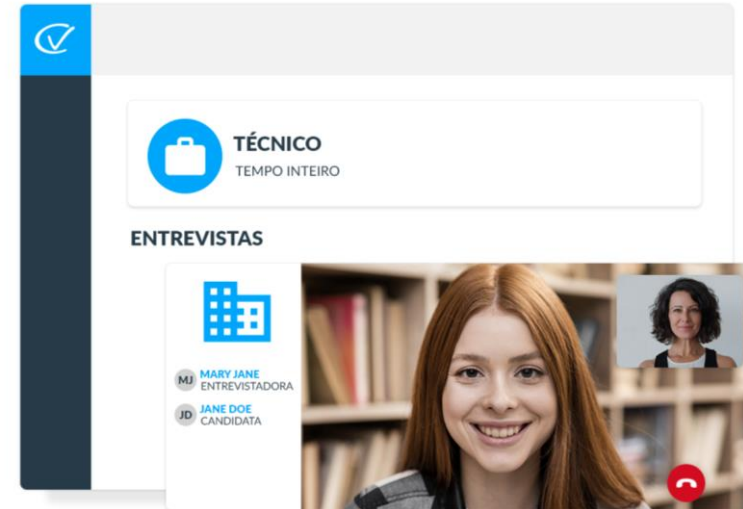 TÉCNICO
TEMPO INTEIRO
ENTREVISTAS
MJ MARY JANE
ENTREVISTADORA
JD JANE DOE
CANDIDATA